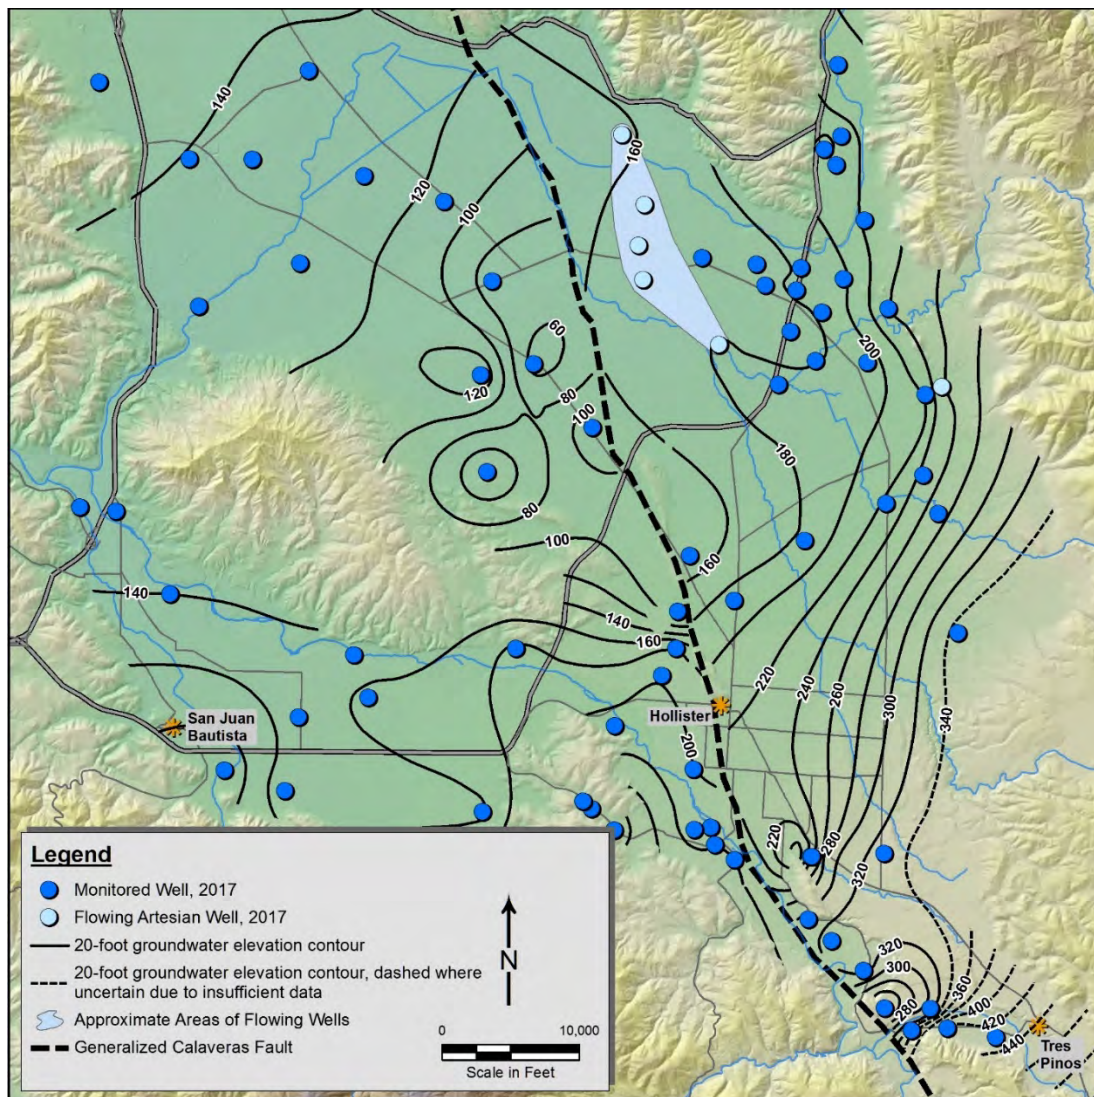 140
160
120
100
60
200
120
80
100
180
80
100
160
140
140
160
220
240
260
300
340
San Juan
Bautista
Hollister
200
220
280
320
320
300
360
280
400
420
440
Tres
Pinos
Legend
Monitored Well, 2017
Flowing Artesian Well, 2017
20-foot groundwater elevation contour
20-foot groundwater elevation contour, dashed where
uncertain due to insufficient data
Approximate Areas of Flowing Wells
Generalized Calaveras Fault
N
0 10,000
Scale in Feet